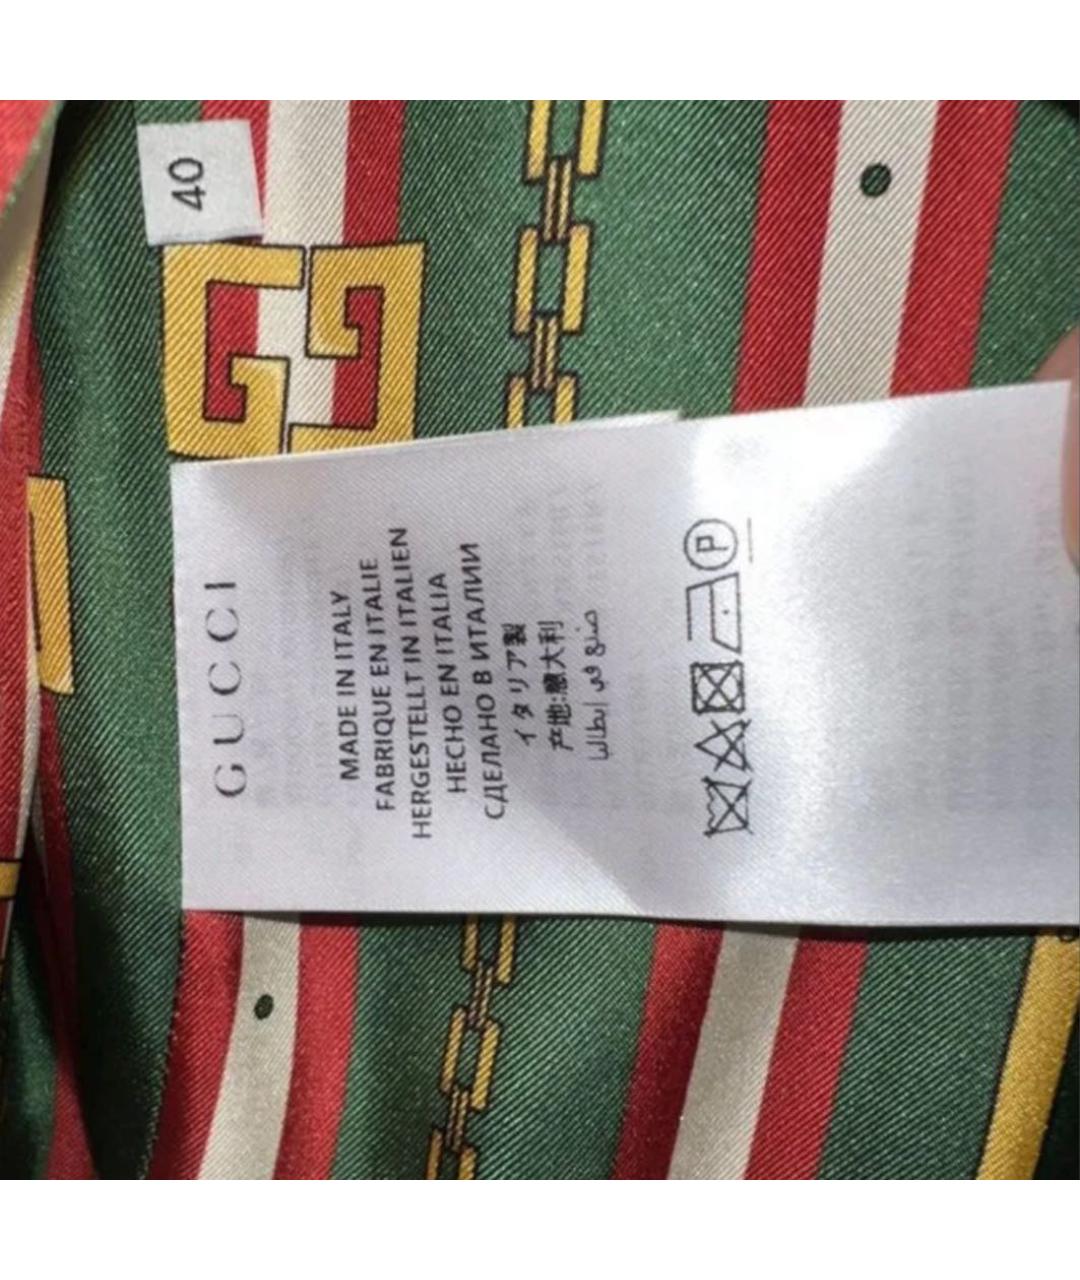 40
GUCCI
MADE IN ITALY
FABRIQUE EN ITALIE
HERGESTELLT IN ITALIEN
HECHO EN ITALIA
СДЕЛАНО В ИТАЛИИ
イタリア製
产地:意大利
صنع في إيطاليا
P